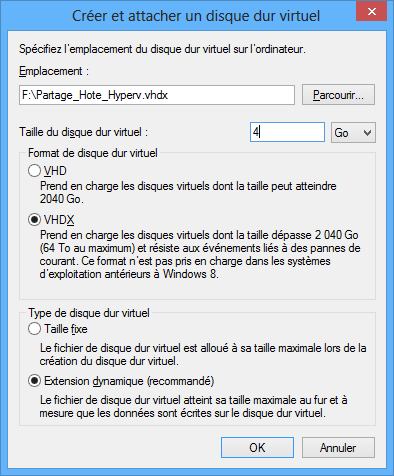 Créer et attacher un disque dur virtuel
Spécifiez l'emplacement du disque dur virtuel sur l'ordinateur.
Emplacement :
F:\Partage_Hote_Hyperv.vhdx
Parcourir...
Taille du disque dur virtuel :
4
Go
Format de disque dur virtuel
VHD
Prend en charge les disques virtuels dont la taille peut atteindre
2040 Go.
VHDX
Prend en charge les disques virtuels dont la taille dépasse 2 040 Go
(64 To au maximum) et résiste aux événements liés à des pannes de
courant. Ce format n'est pas pris en charge dans les systèmes
d'exploitation antérieurs à Windows 8.
Type de disque dur virtuel
Taille fixe
Le fichier de disque dur virtuel est alloué à sa taille maximale lors de la
création du disque dur virtuel.
Extension dynamique (recommandé)
Le fichier de disque dur virtuel atteint sa taille maximale au fur et à
mesure que les données sont écrites sur le disque dur virtuel.
OK
Annuler